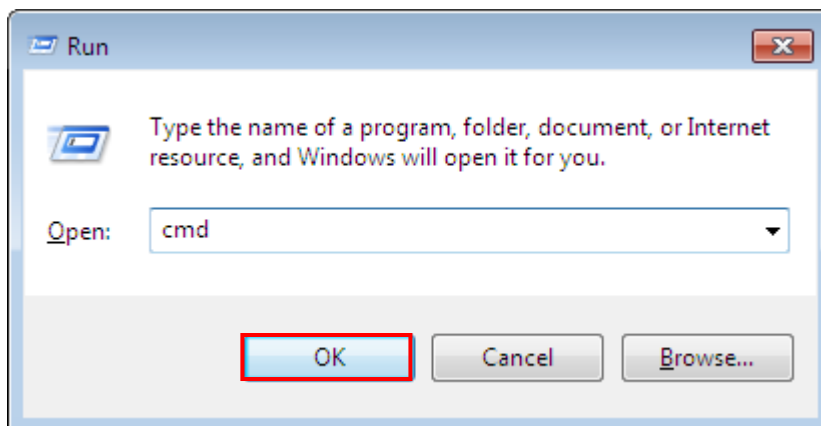 Run
Type the name of a program, folder, document, or Internet
resource, and Windows will open it for you.
Open: cmd
OK Cancel Browse...